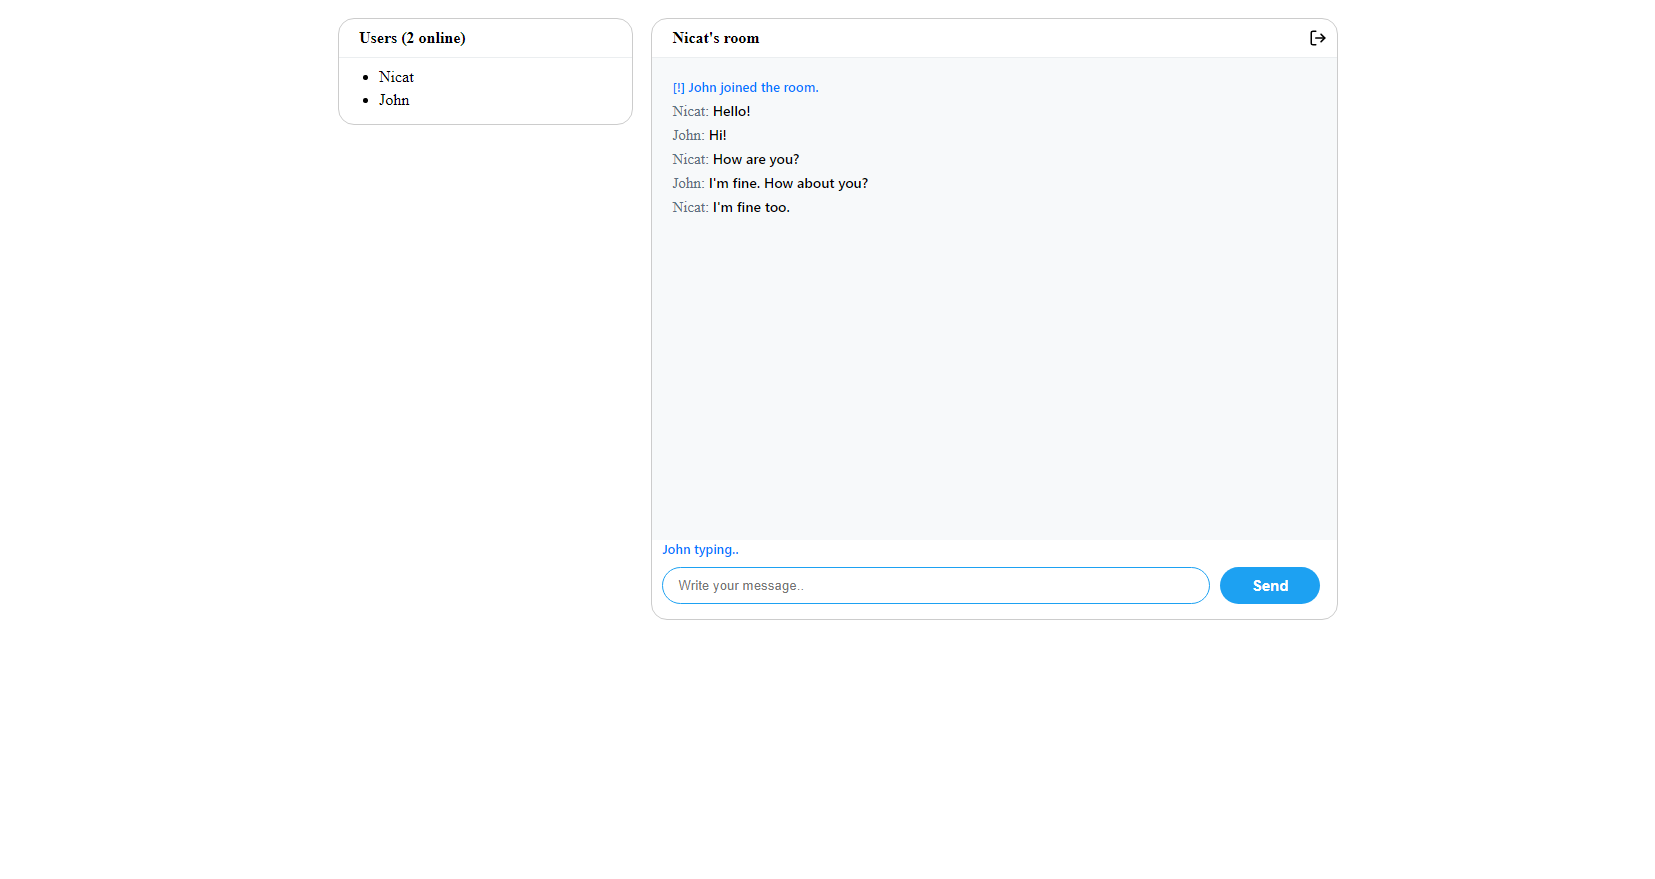 Users (2 online)
Nicat
John
Nicat's room
[!] John joined the room.
Nicat: Hello!
John: Hi!
Nicat: How are you?
John: I'm fine. How about you?
Nicat: I'm fine too.
John typing..
Write your message..
Send